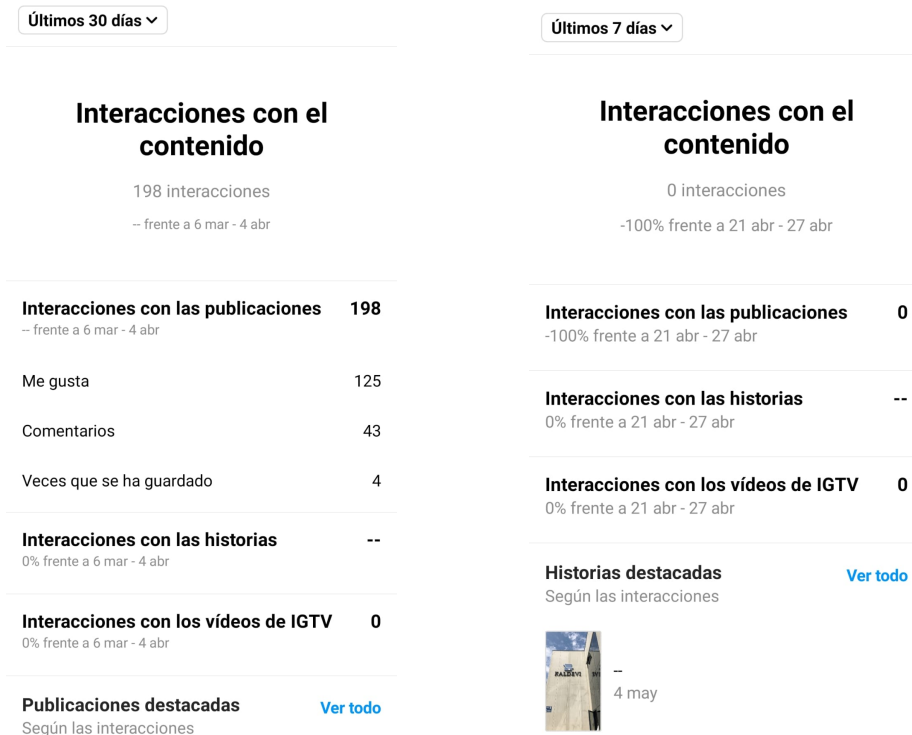 Últimos 30 días
Interacciones con el
contenido
198 interacciones
-- frente a 6 mar - 4 abr
Interacciones con las publicaciones 198
-- frente a 6 mar - 4 abr
Me gusta 125
Comentarios 43
Veces que se ha guardado 4
Interacciones con las historias --
0% frente a 6 mar - 4 abr
Interacciones con los vídeos de IGTV 0
0% frente a 6 mar - 4 abr
Publicaciones destacadas Ver todo
Según las interacciones
Últimos 7 días
Interacciones con el
contenido
0 interacciones
-100% frente a 21 abr - 27 abr
Interacciones con las publicaciones 0
-100% frente a 21 abr - 27 abr
Interacciones con las historias --
0% frente a 21 abr - 27 abr
Interacciones con los vídeos de IGTV 0
0% frente a 21 abr - 27 abr
Historias destacadas Ver todo
Según las interacciones
--
4 may